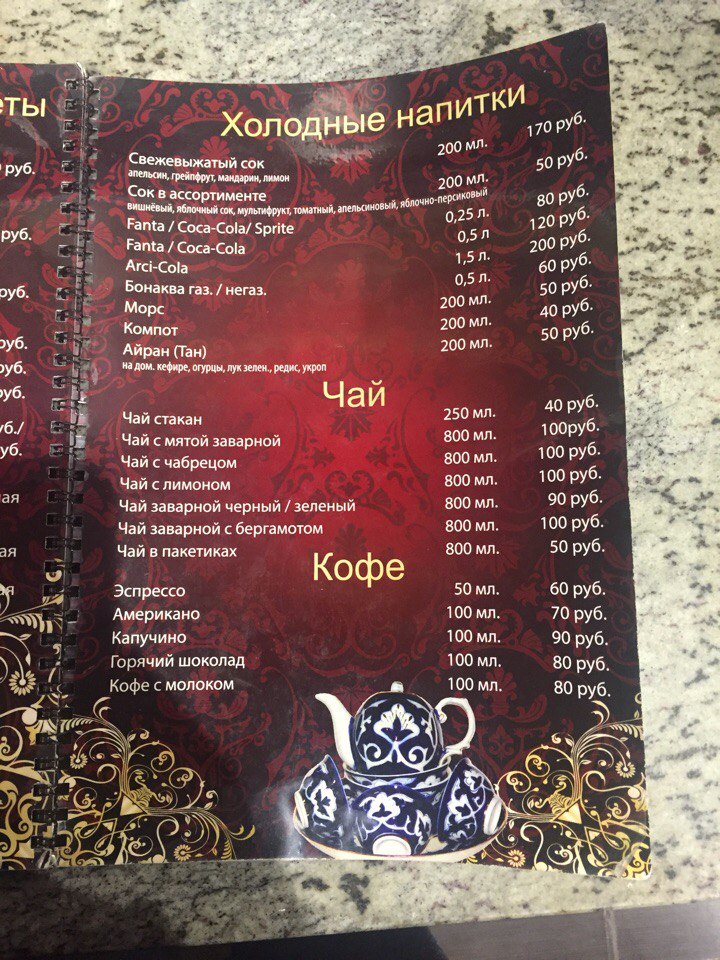 еты
руб.
руб.
руб.
руб.
руб.
руб.
уб./
руб.
ная
ая
Холодные напитки
Свежевыжатый сок 200 мл. 170 руб.
апельсин, грейпфрут, мандарин, лимон
Сок в ассортименте 200 мл. 50 руб.
вишнёвый, яблочный сок, мультифрукт, томатный, апельсиновый, яблочно-персиковый
Fanta / Coca-Cola/ Sprite 0,25 л. 80 руб.
Fanta / Coca-Cola 0,5 л 120 руб.
Arci-Cola 1,5 л. 200 руб.
Бонаква газ. / негаз. 0,5 л. 60 руб.
Морс 200 мл. 50 руб.
Компот 200 мл. 40 руб.
Айран (Тан) 200 мл. 50 руб.
на дом. кефире, огурцы, лук зелен., редис, укроп
Чай
Чай стакан 250 мл. 40 руб.
Чай с мятой заварной 800 мл. 100руб.
Чай с чабрецом 800 мл. 100 руб.
Чай с лимоном 800 мл. 100 руб.
Чай заварной черный / зеленый 800 мл. 90 руб.
Чай заварной с бергамотом 800 мл. 100 руб.
Чай в пакетиках 800 мл. 50 руб.
Кофе
Эспрессо 50 мл. 60 руб.
Американо 100 мл. 70 руб.
Капучино 100 мл. 90 руб.
Горячий шоколад 100 мл. 80 руб.
Кофе с молоком 100 мл. 80 руб.